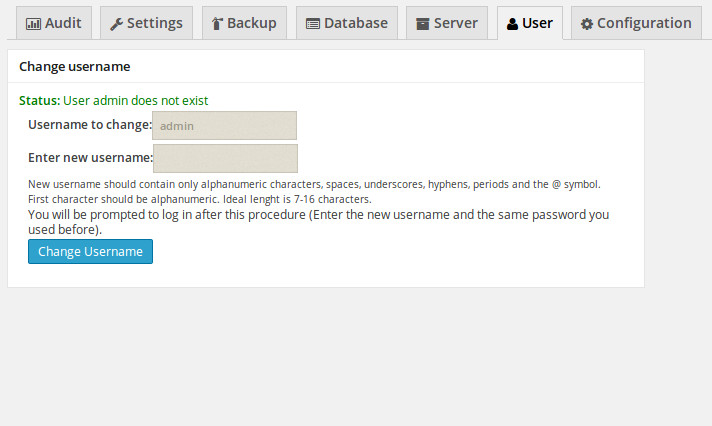 Audit Settings Backup Database Server User Configuration
Change username
Status: User admin does not exist
Username to change: admin
Enter new username:
New username should contain only alphanumeric characters, spaces, underscores, hyphens, periods and the @ symbol.
First character should be alphanumeric. Ideal lenght is 7-16 characters.
You will be prompted to log in after this procedure (Enter the new username and the same password you
used before).
Change Username